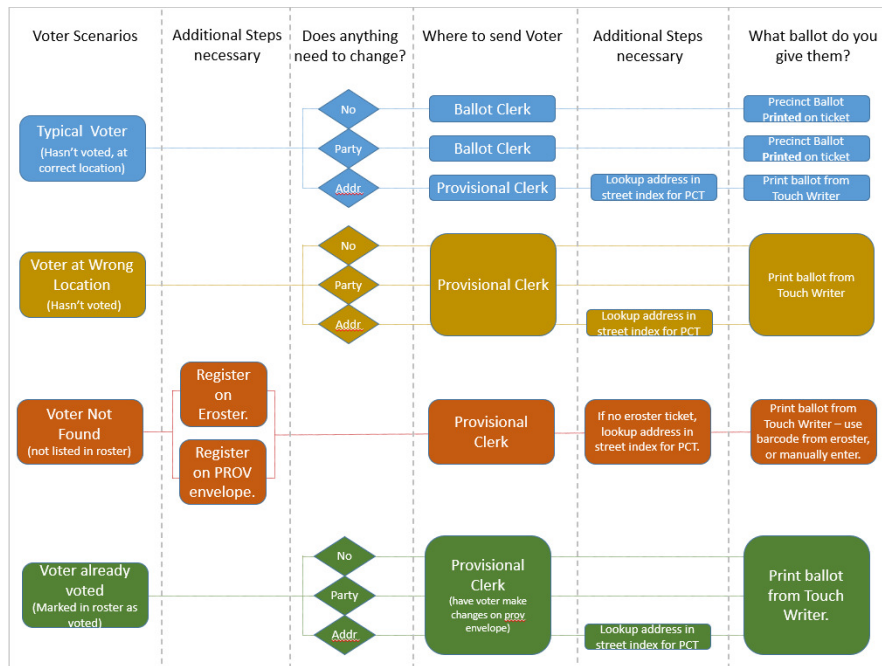 Voter Scenarios
Additional Steps
necessary
Does anything
need to change?
Where to send Voter
Additional Steps
necessary
What ballot do you
give them?
Typical Voter
(Hasn't voted, at
correct location)
No
Ballot Clerk
Precinct Ballot
Printed on ticket
Party
Ballot Clerk
Precinct Ballot
Printed on ticket
Addr
Provisional Clerk
Lookup address in
street index for PCT
Print ballot from
Touch Writer
Voter at Wrong
Location
(Hasn't voted)
No
Party
Addr
Provisional Clerk
Lookup address in
street index for PCT
Print ballot from
Touch Writer
Voter Not
Found
(not listed in roster)
Register
on
Eroster.
Register
on PROV
envelope.
Provisional
Clerk
If no eroster ticket,
lookup address in
street index for PCT.
Print ballot from
Touch Writer – use
barcode from eroster,
or manually enter.
Voter already
voted
(Marked in roster as
voted)
No
Party
Addr
Provisional
Clerk
(have voter make
changes on prov
envelope)
Lookup address in
street index for PCT
Print ballot
from Touch
Writer.